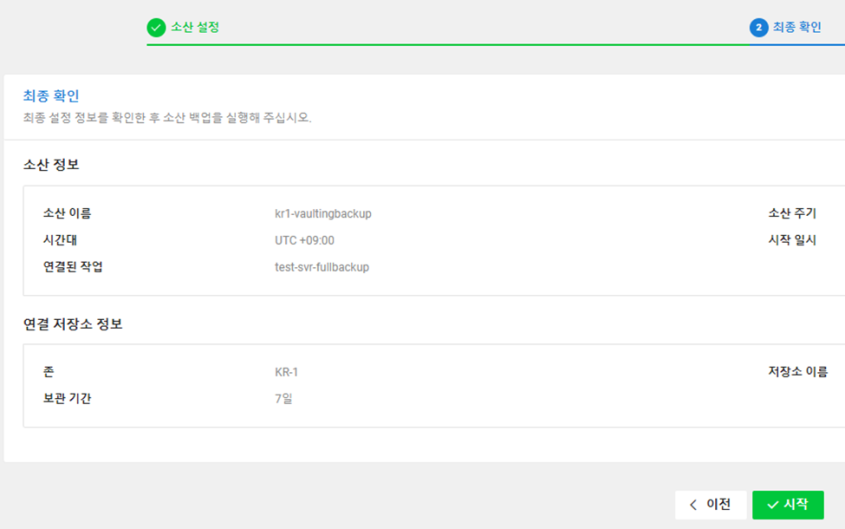 소산 설정
2 최종 확인
최종 확인
최종 설정 정보를 확인한 후 소산 백업을 실행해 주십시오.
소산 정보
소산 이름 kr1-vaultingbackup 소산 주기
시간대 UTC +09:00 시작 일시
연결된 작업 test-svr-fullbackup
연결 저장소 정보
존 KR-1 저장소 이름
보관 기간 7일
이전 시작